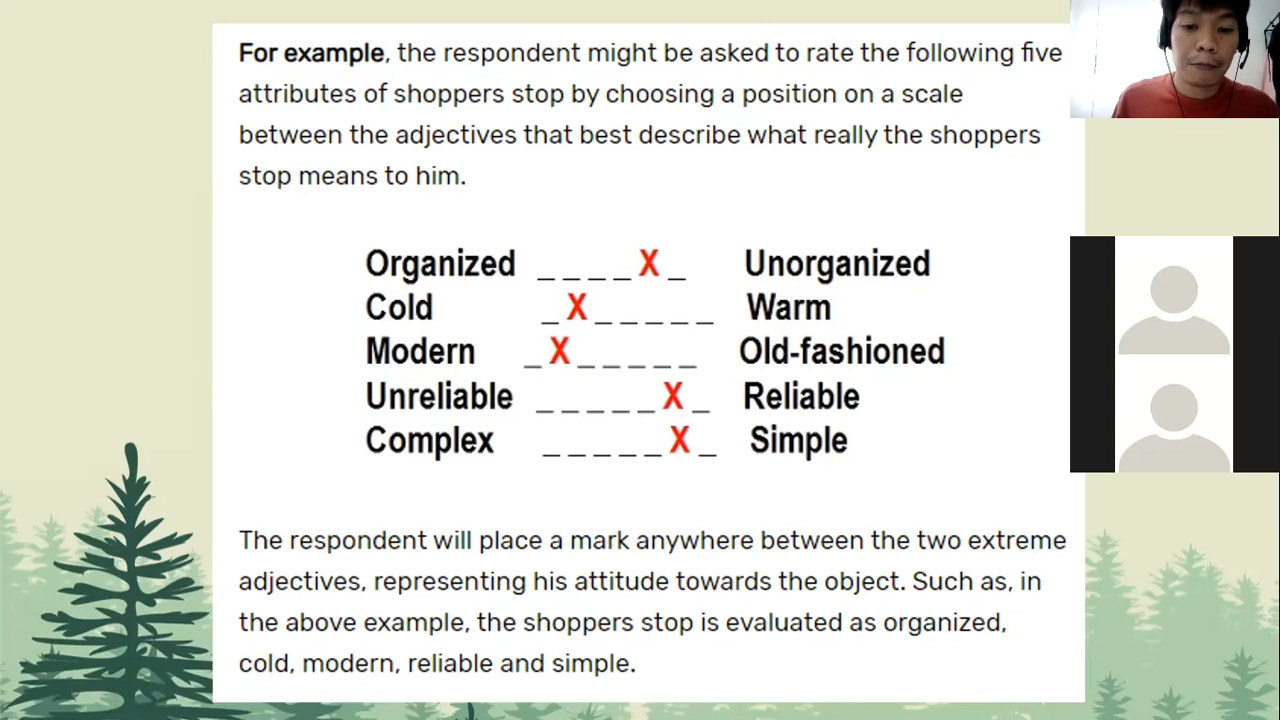 For example, the respondent might be asked to rate the following five
attributes of shoppers stop by choosing a position on a scale
between the adjectives that best describe what really the shoppers
stop means to him.
Organized _ _ _ _ X _ Unorganized
Cold _ X _ _ _ _ _ Warm
Modern _ X _ _ _ _ _ Old-fashioned
Unreliable _ _ _ _ _ X _ Reliable
Complex _ _ _ _ _ X _ Simple
The respondent will place a mark anywhere between the two extreme
adjectives, representing his attitude towards the object. Such as, in
the above example, the shoppers stop is evaluated as organized,
cold, modern, reliable and simple.